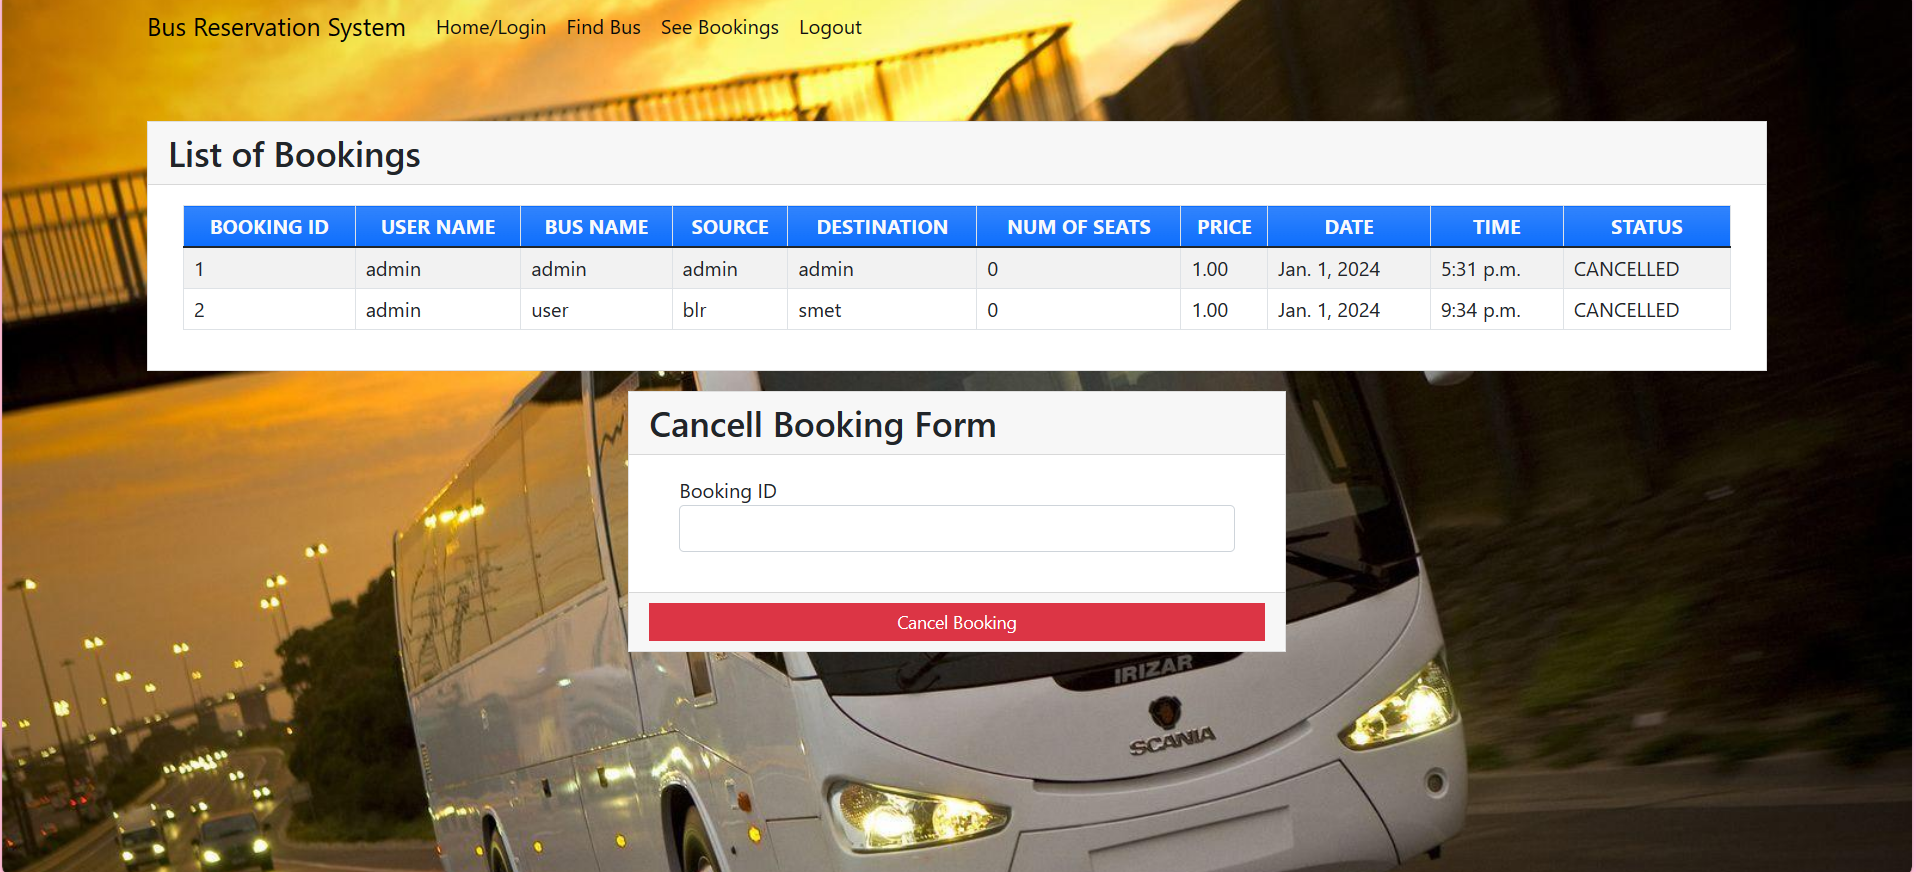 Bus Reservation System Home/Login Find Bus See Bookings Logout
List of Bookings
BOOKING ID USER NAME BUS NAME SOURCE DESTINATION NUM OF SEATS PRICE DATE TIME STATUS
1 admin admin admin admin 0 1.00 Jan. 1, 2024 5:31 p.m. CANCELLED
2 admin user blr smet 0 1.00 Jan. 1, 2024 9:34 p.m. CANCELLED
Cancell Booking Form
Booking ID
Cancel Booking
IRIZAR
SCANIA